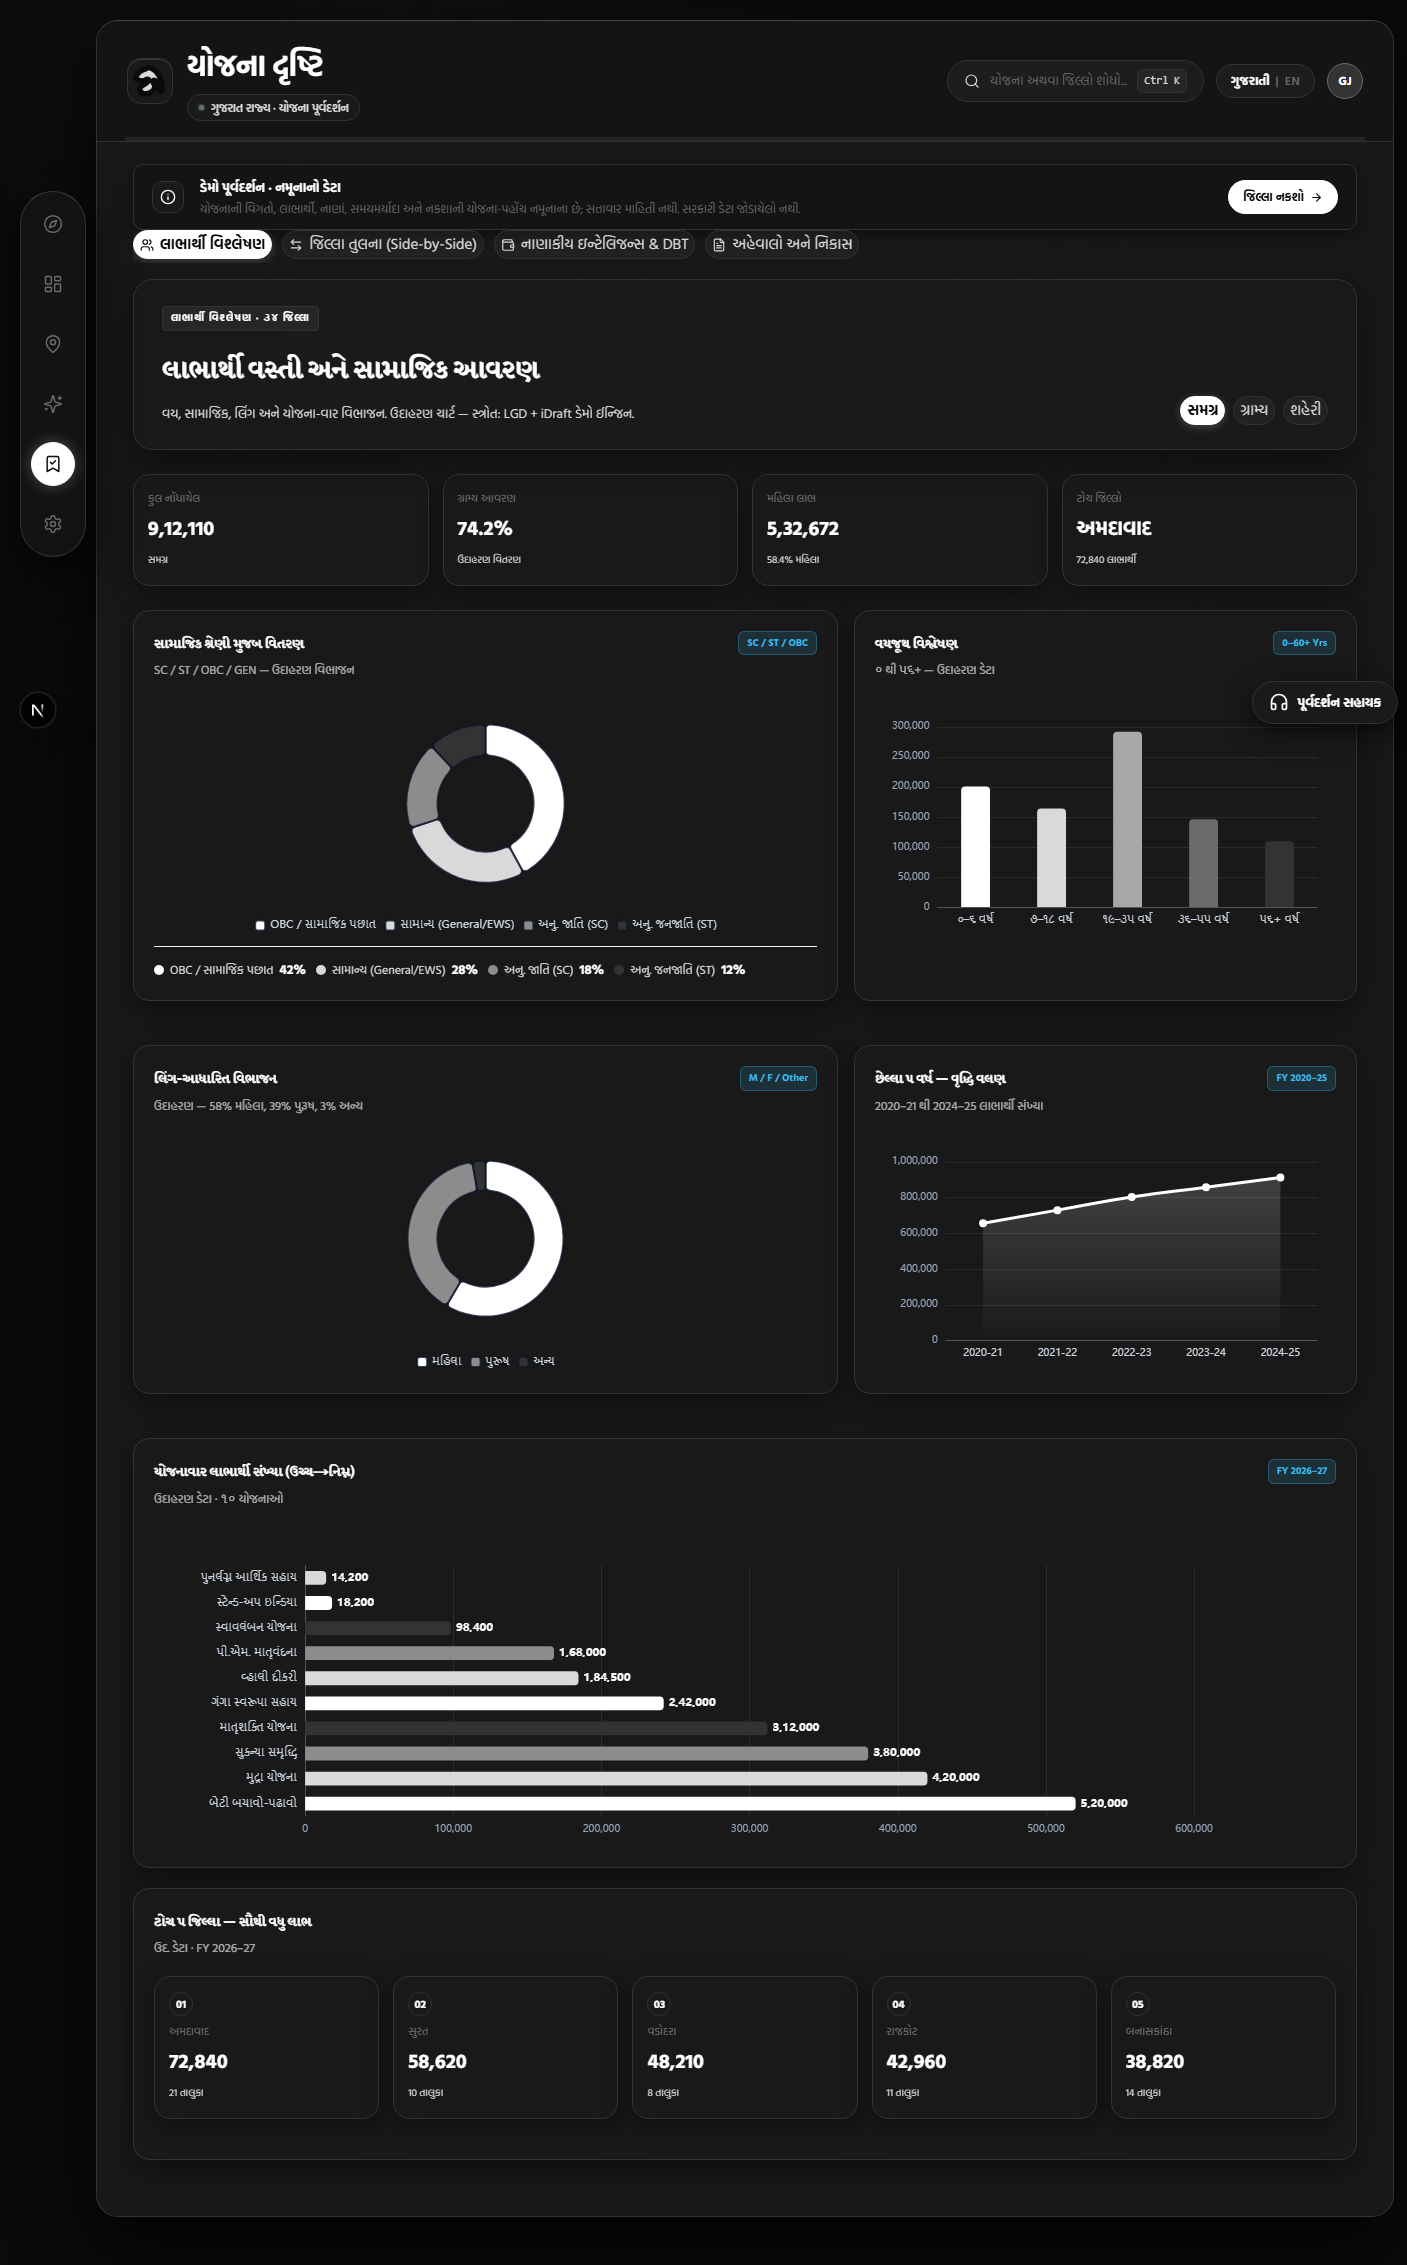 યોજના દૃષ્ટિ
ગુજરાત રાજ્ય · યોજના પૂર્વદર્શન
યોજના અથવા જિલ્લો શોધો... Ctrl K
ગુજરાતી | EN
GJ
ડેમો પૂર્વદર્શન · નમૂનાનો ડેટા
યોજનાની વિગતો, લાભાર્થી, નાણાં, સમયમર્યાદા અને નકશાની યોજના-પહોંચ નમૂનાના છે; સત્તાવાર માહિતી નથી. સરકારી ડેટા જોડાયેલો નથી.
જિલ્લા નકશો →
લાભાર્થી વિશ્લેષણ
જિલ્લા તુલના (Side-by-Side)
નાણાકીય ઇન્ટેલિજન્સ & DBT
અહેવાલો અને નિકાસ
લાભાર્થી વિશ્લેષણ · ૩૪ જિલ્લા
લાભાર્થી વસ્તી અને સામાજિક આવરણ
વય, સામાજિક, લિંગ અને યોજના-વાર વિભાજન. ઉદાહરણ ચાર્ટ — સ્ત્રોત: LGD + iDraft ડેમો ઈન્જિન.
સમગ્ર ગ્રામ્ય શહેરી
કુલ નોંધાયેલ
9,12,110
સમગ્ર
ગ્રામ્ય આવરણ
74.2%
ઉદાહરણ વિતરણ
મહિલા લાભ
5,32,672
58.4% મહિલા
ટોચ જિલ્લો
અમદાવાદ
72,840 લાભાર્થી
સામાજિક શ્રેણી મુજબ વિતરણ
SC / ST / OBC
SC / ST / OBC / GEN — ઉદાહરણ વિભાજન
OBC / સામાજિક પછાત સામાન્ય (General/EWS) અનુ. જાતિ (SC) અનુ. જનજાતિ (ST)
OBC / સામાજિક પછાત 42% સામાન્ય (General/EWS) 28% અનુ. જાતિ (SC) 18% અનુ. જનજાતિ (ST) 12%
વયજૂથ વિશ્લેષણ
0–60+ Yrs
૦ થી ૫૬+ — ઉદાહરણ ડેટા
પૂર્વદર્શન સહાયક
300,000
250,000
200,000
150,000
100,000
50,000
0
૦–૬ વર્ષ ૭–૧૮ વર્ષ ૧૯–૩૫ વર્ષ ૩૬–૫૫ વર્ષ ૫૬+ વર્ષ
લિંગ-આધારિત વિભાજન
M / F / Other
ઉદાહરણ — 58% મહિલા, 39% પુરૂષ, 3% અન્ય
મહિલા પુરૂષ અન્ય
છેલ્લા ૫ વર્ષ — વૃદ્ધિ વલણ
FY 2020–25
2020–21 થી 2024–25 લાભાર્થી સંખ્યા
1,000,000
800,000
600,000
400,000
200,000
0
2020-21 2021-22 2022-23 2023-24 2024-25
યોજનાવાર લાભાર્થી સંખ્યા (ઉચ્ચ→નિમ્ન)
FY 2026–27
ઉદાહરણ ડેટા · ૧૦ યોજનાઓ
પુનર્લગ્ન આર્થિક સહાય 14,200
સ્ટેન્ડ-અપ ઇન્ડિયા 18,200
સ્વાવલંબન યોજના 98,400
પી.એમ. માતૃવંદના 1,68,000
વ્હાલી દીકરી 1,84,500
ગંગા સ્વરૂપા સહાય 2,42,000
માતૃશક્તિ યોજના 3,12,000
સુકન્યા સમૃદ્ધિ 3,80,000
મુદ્રા યોજના 4,20,000
બેટી બચાવો-પઢાવો 5,20,000
0 100,000 200,000 300,000 400,000 500,000 600,000
ટોચ ૫ જિલ્લા — સૌથી વધુ લાભ
ઉદ. ડેટા · FY 2026–27
01
અમદાવાદ
72,840
21 તાલુકા
02
સુરત
58,620
10 તાલુકા
03
વડોદરા
48,210
8 તાલુકા
04
રાજકોટ
42,960
11 તાલુકા
05
બનાસકાંઠા
38,820
14 તાલુકા